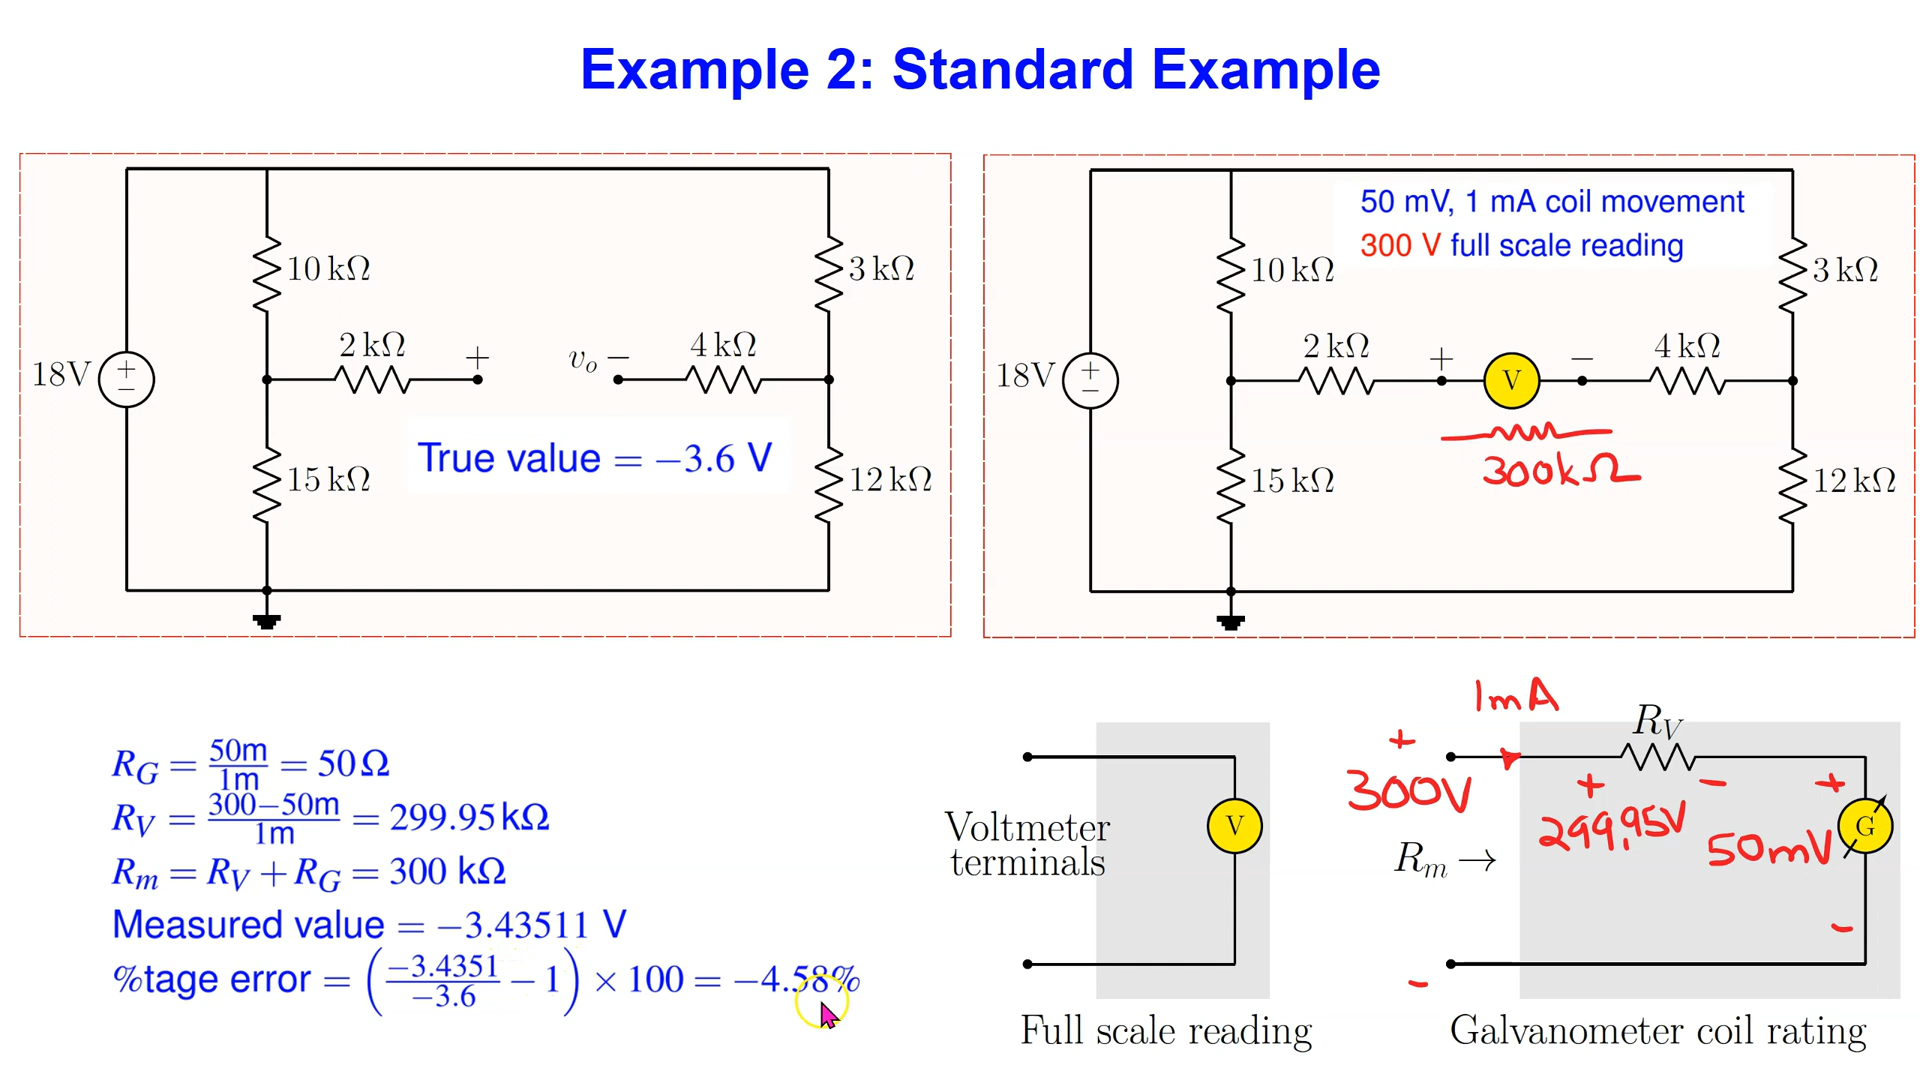 Example 2: Standard Example
10 kΩ
3 kΩ
2 kΩ
+
v_o −
4 kΩ
18V
+
−
True value = −3.6 V
15 kΩ
12 kΩ
50 mV, 1 mA coil movement
300 V full scale reading
10 kΩ
3 kΩ
2 kΩ
+
−
4 kΩ
18V
+
−
V
300kΩ
15 kΩ
12 kΩ
R_G = 50m/1m = 50 Ω
R_V = (300−50m)/1m = 299.95 kΩ
R_m = R_V + R_G = 300 kΩ
Measured value = −3.43511 V
%tage error = (−3.4351/−3.6 − 1) × 100 = −4.58%
Voltmeter
terminals
V
Full scale reading
1mA
R_V
+
300V
+ −
299.95V
+
50mV
G
R_m →
−
−
Galvanometer coil rating